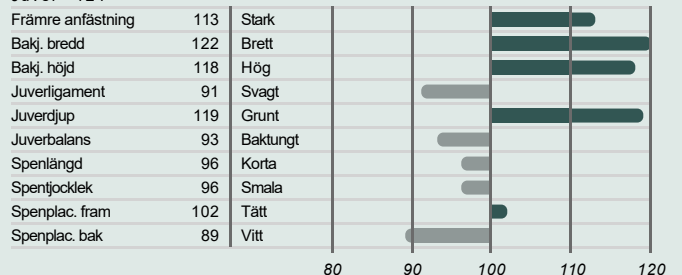 Främre anfästning 113 Stark
Bakj. bredd 122 Brett
Bakj. höjd 118 Hög
Juverligament 91 Svagt
Juverdjup 119 Grunt
Juverbalans 93 Baktungt
Spenlängd 96 Korta
Spentjocklek 96 Smala
Spenplac. fram 102 Tätt
Spenplac. bak 89 Vitt
80 90 100 110 120